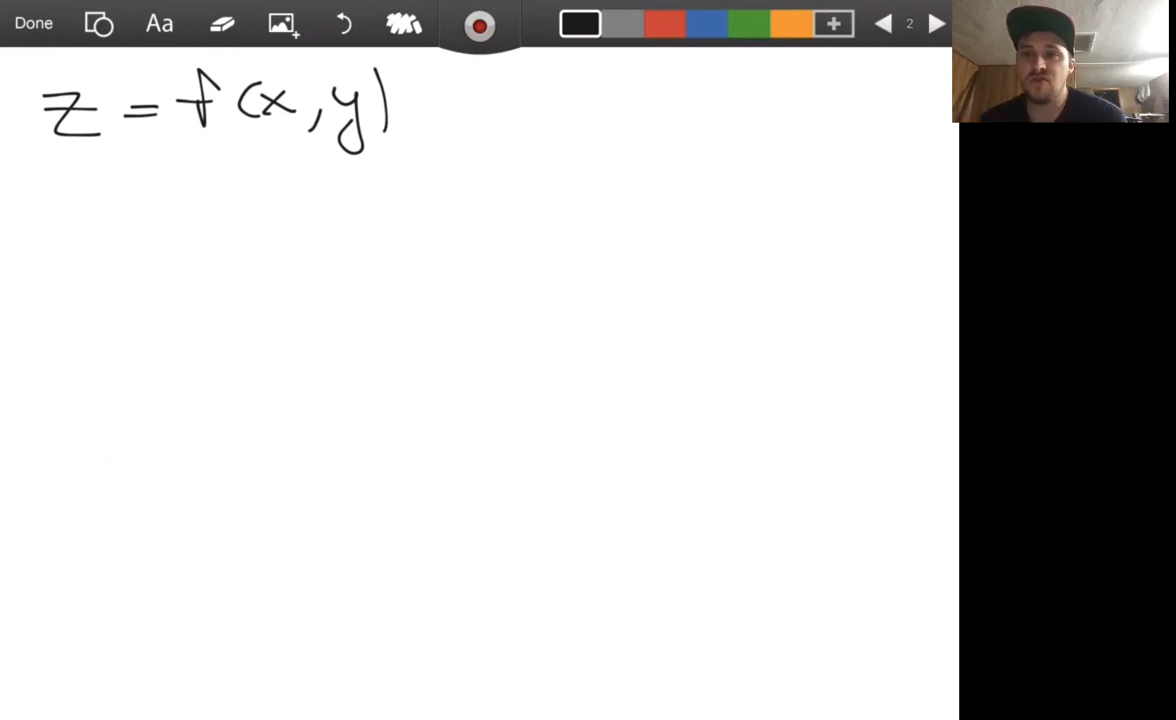 Done Aa 2
z = f(x,y)